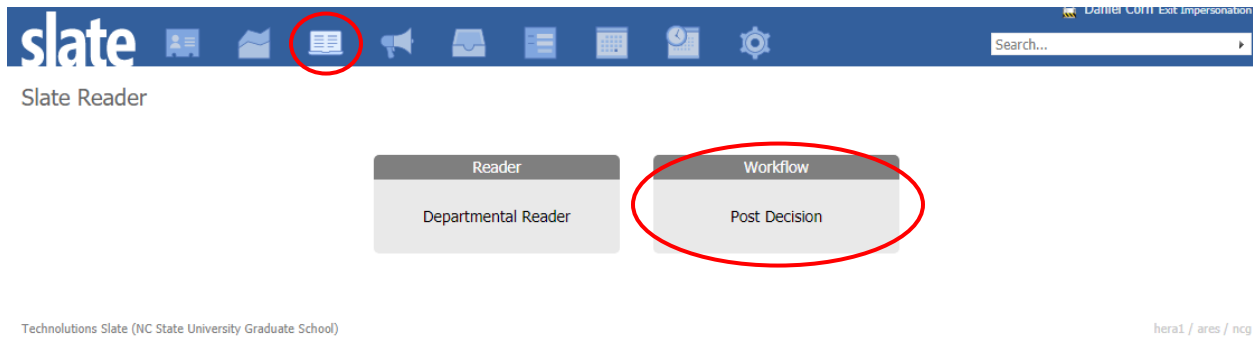 Daniel Corn Exit Impersonation
slate
Search...
Slate Reader
Reader
Departmental Reader
Workflow
Post Decision
Technolutions Slate (NC State University Graduate School)
hera1 / ares / ncg